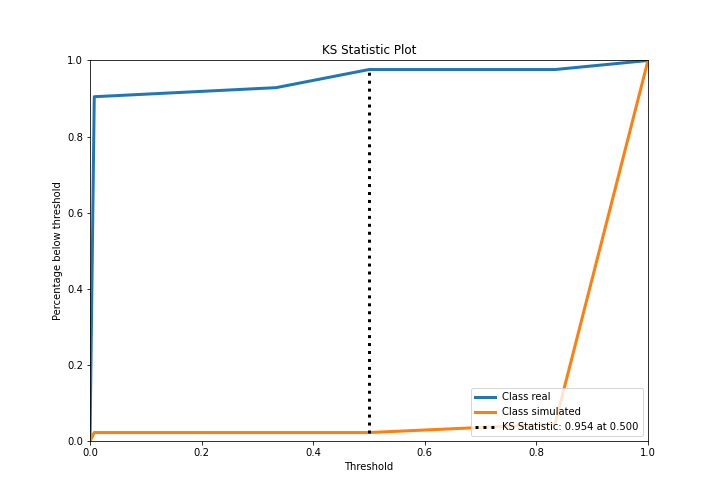 KS Statistic Plot
Percentage below threshold
1.0
0.8
0.6
0.4
0.2
0.0
Class real
Class simulated
KS Statistic: 0.954 at 0.500
0.0 0.2 0.4 0.6 0.8 1.0
Threshold